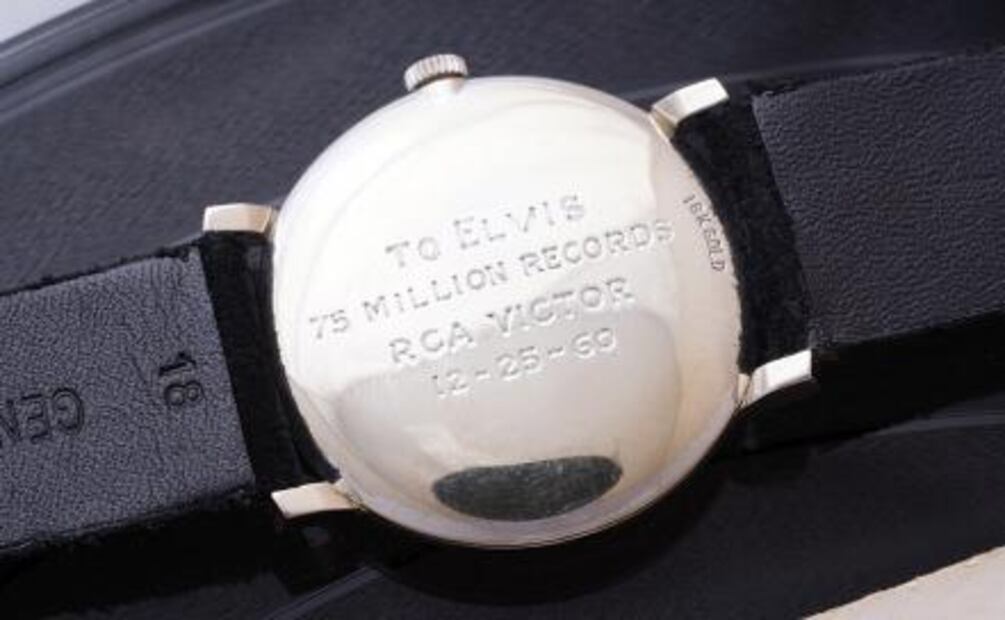 TO ELVIS
75 MILLION RECORDS
RCA VICTOR
12-25-60
18K GOLD
18
GEN